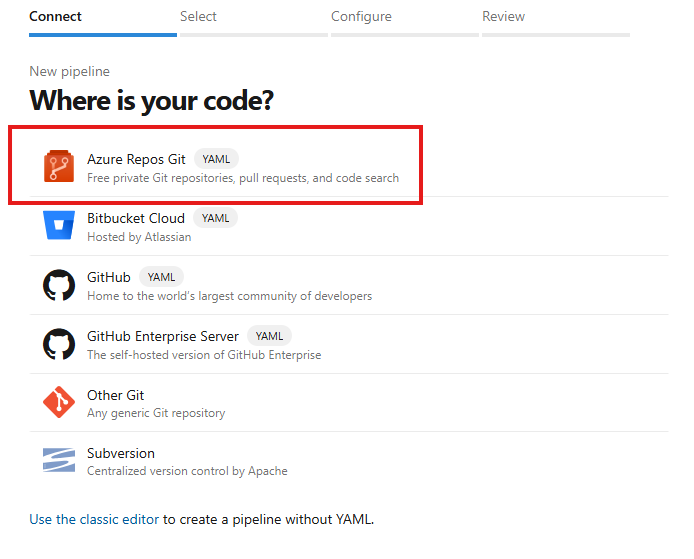 Connect Select Configure Review
New pipeline
Where is your code?
Azure Repos Git YAML
Free private Git repositories, pull requests, and code search
Bitbucket Cloud YAML
Hosted by Atlassian
GitHub YAML
Home to the world's largest community of developers
GitHub Enterprise Server YAML
The self-hosted version of GitHub Enterprise
Other Git
Any generic Git repository
Subversion
Centralized version control by Apache
Use the classic editor to create a pipeline without YAML.